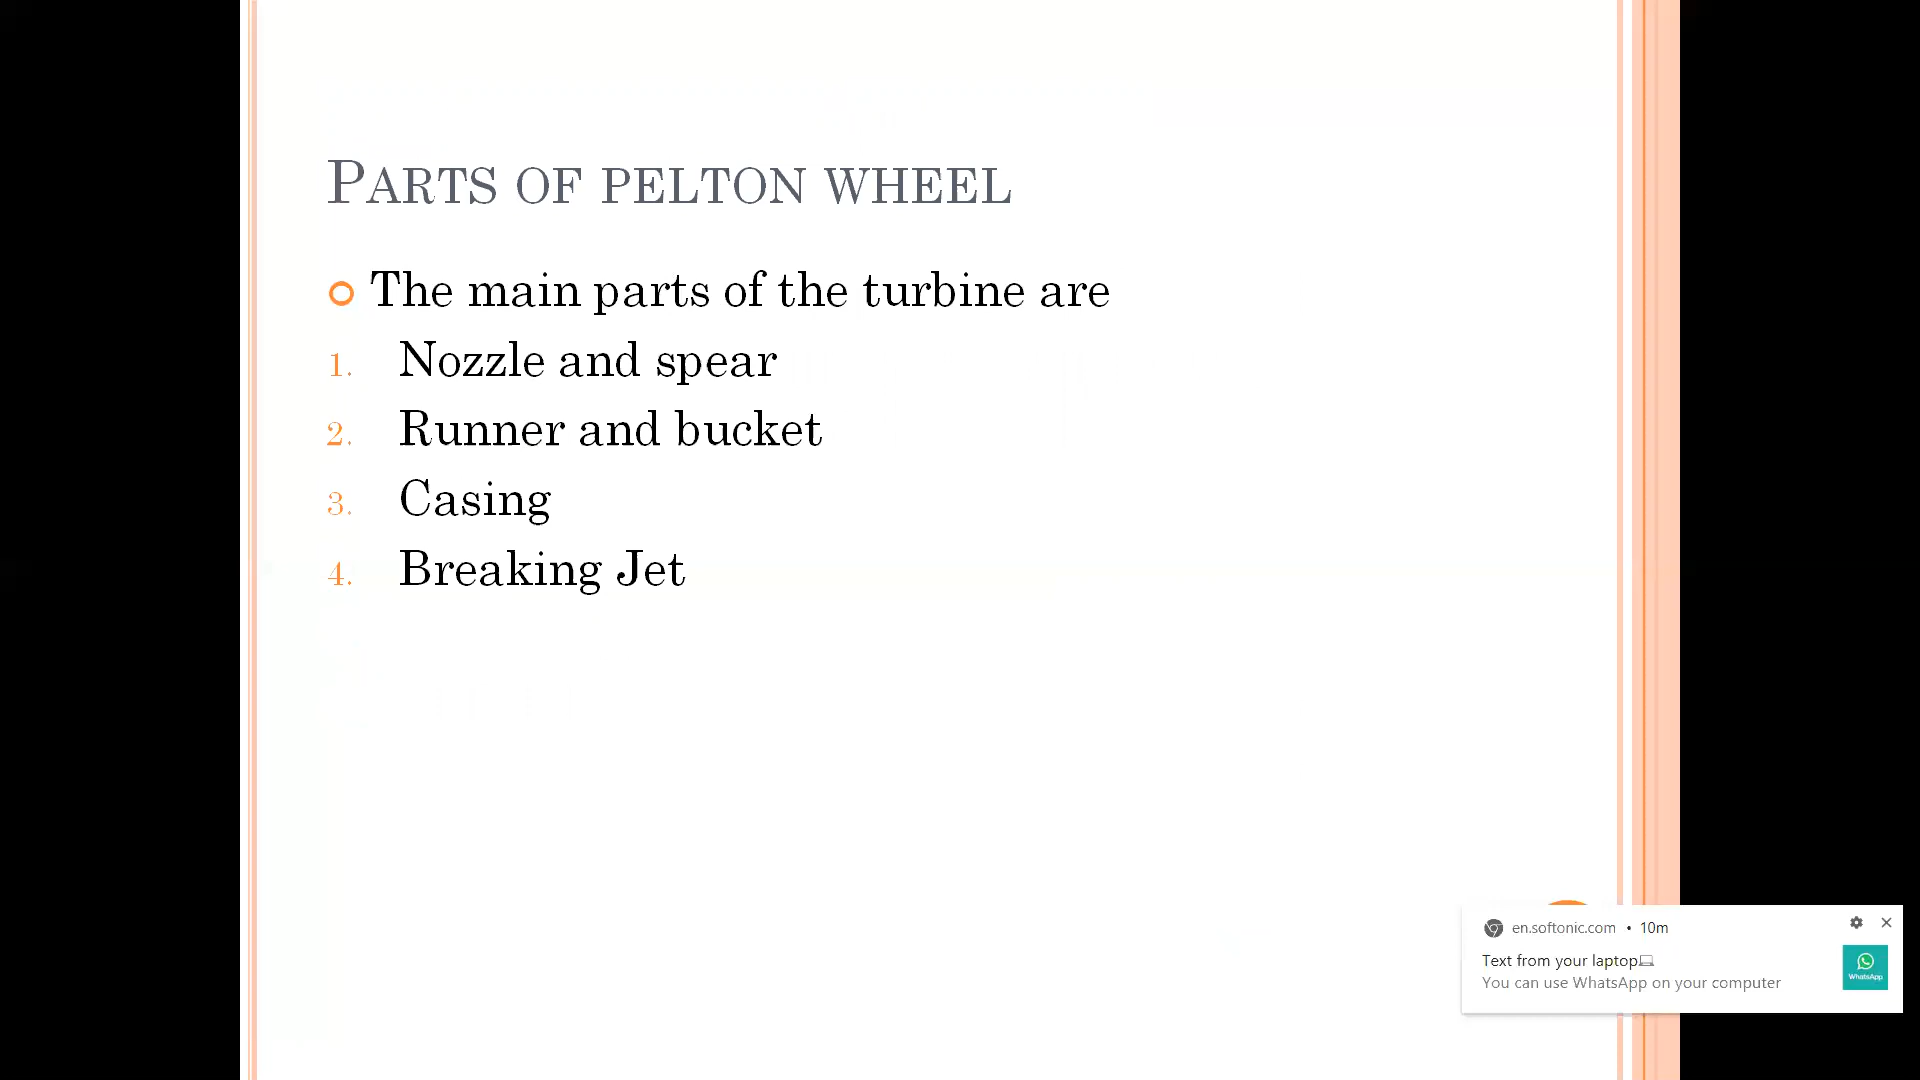 PARTS OF PELTON WHEEL
The main parts of the turbine are
1. Nozzle and spear
2. Runner and bucket
3. Casing
4. Breaking Jet
en.softonic.com • 10m
Text from your laptop💻
You can use WhatsApp on your computer
WhatsApp